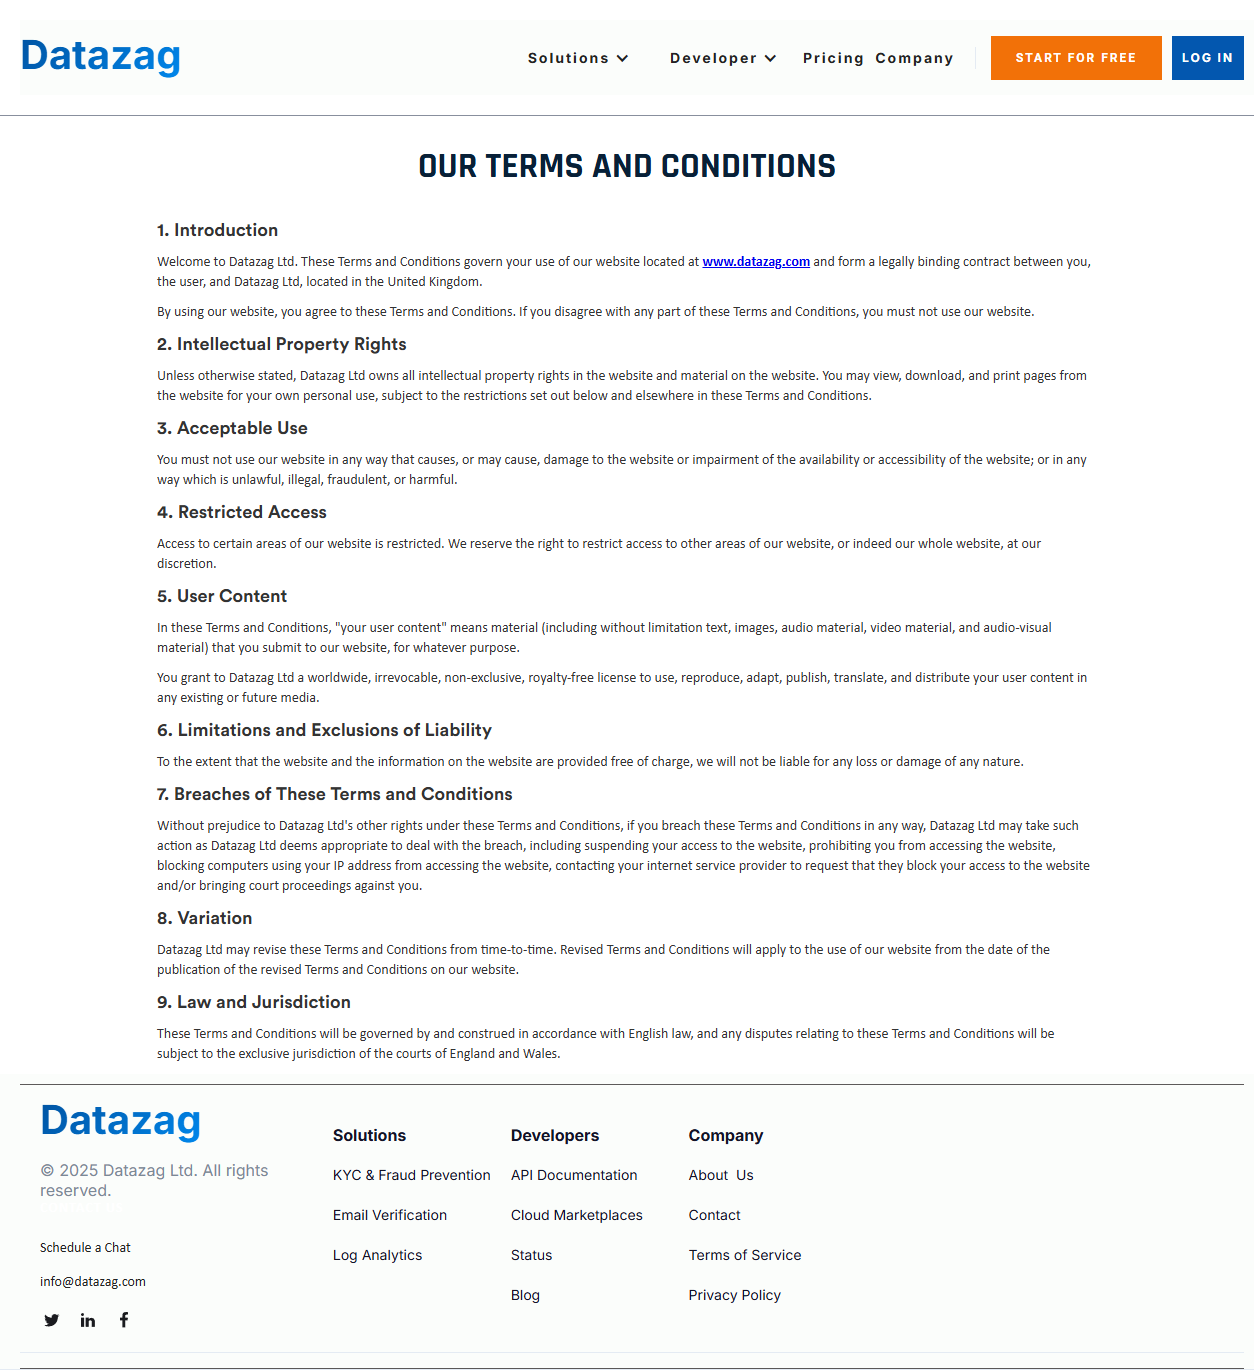 Datazag
Solutions Developer Pricing Company START FOR FREE LOG IN
OUR TERMS AND CONDITIONS
1. Introduction
Welcome to Datazag Ltd. These Terms and Conditions govern your use of our website located at www.datazag.com and form a legally binding contract between you,
the user, and Datazag Ltd, located in the United Kingdom.
By using our website, you agree to these Terms and Conditions. If you disagree with any part of these Terms and Conditions, you must not use our website.
2. Intellectual Property Rights
Unless otherwise stated, Datazag Ltd owns all intellectual property rights in the website and material on the website. You may view, download, and print pages from
the website for your own personal use, subject to the restrictions set out below and elsewhere in these Terms and Conditions.
3. Acceptable Use
You must not use our website in any way that causes, or may cause, damage to the website or impairment of the availability or accessibility of the website; or in any
way which is unlawful, illegal, fraudulent, or harmful.
4. Restricted Access
Access to certain areas of our website is restricted. We reserve the right to restrict access to other areas of our website, or indeed our whole website, at our
discretion.
5. User Content
In these Terms and Conditions, "your user content" means material (including without limitation text, images, audio material, video material, and audio-visual
material) that you submit to our website, for whatever purpose.
You grant to Datazag Ltd a worldwide, irrevocable, non-exclusive, royalty-free license to use, reproduce, adapt, publish, translate, and distribute your user content in
any existing or future media.
6. Limitations and Exclusions of Liability
To the extent that the website and the information on the website are provided free of charge, we will not be liable for any loss or damage of any nature.
7. Breaches of These Terms and Conditions
Without prejudice to Datazag Ltd's other rights under these Terms and Conditions, if you breach these Terms and Conditions in any way, Datazag Ltd may take such
action as Datazag Ltd deems appropriate to deal with the breach, including suspending your access to the website, prohibiting you from accessing the website,
blocking computers using your IP address from accessing the website, contacting your internet service provider to request that they block your access to the website
and/or bringing court proceedings against you.
8. Variation
Datazag Ltd may revise these Terms and Conditions from time-to-time. Revised Terms and Conditions will apply to the use of our website from the date of the
publication of the revised Terms and Conditions on our website.
9. Law and Jurisdiction
These Terms and Conditions will be governed by and construed in accordance with English law, and any disputes relating to these Terms and Conditions will be
subject to the exclusive jurisdiction of the courts of England and Wales.
Datazag
© 2025 Datazag Ltd. All rights
reserved.
Schedule a Chat
info@datazag.com
Solutions
KYC & Fraud Prevention
Email Verification
Log Analytics
Developers
API Documentation
Cloud Marketplaces
Status
Blog
Company
About Us
Contact
Terms of Service
Privacy Policy